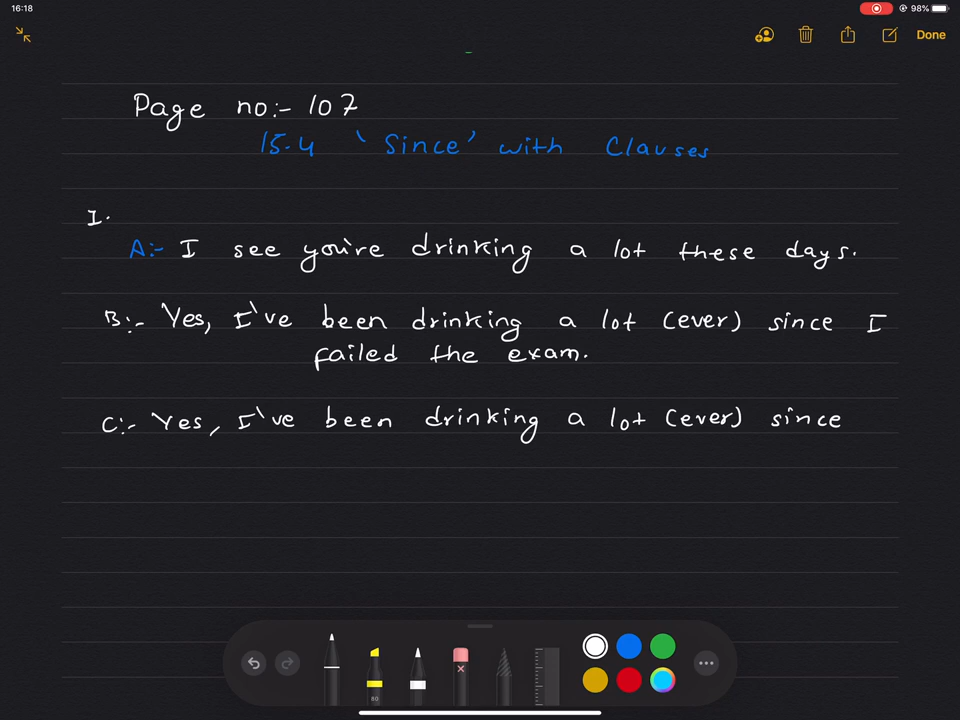 16:18
98%
Done
Page no:- 107
15.4 'Since' with Clauses
I.
A:- I see you're drinking a lot these days.
B:- Yes, I've been drinking a lot (ever) since I
failed the exam.
C:- Yes, I've been drinking a lot (ever) since
80